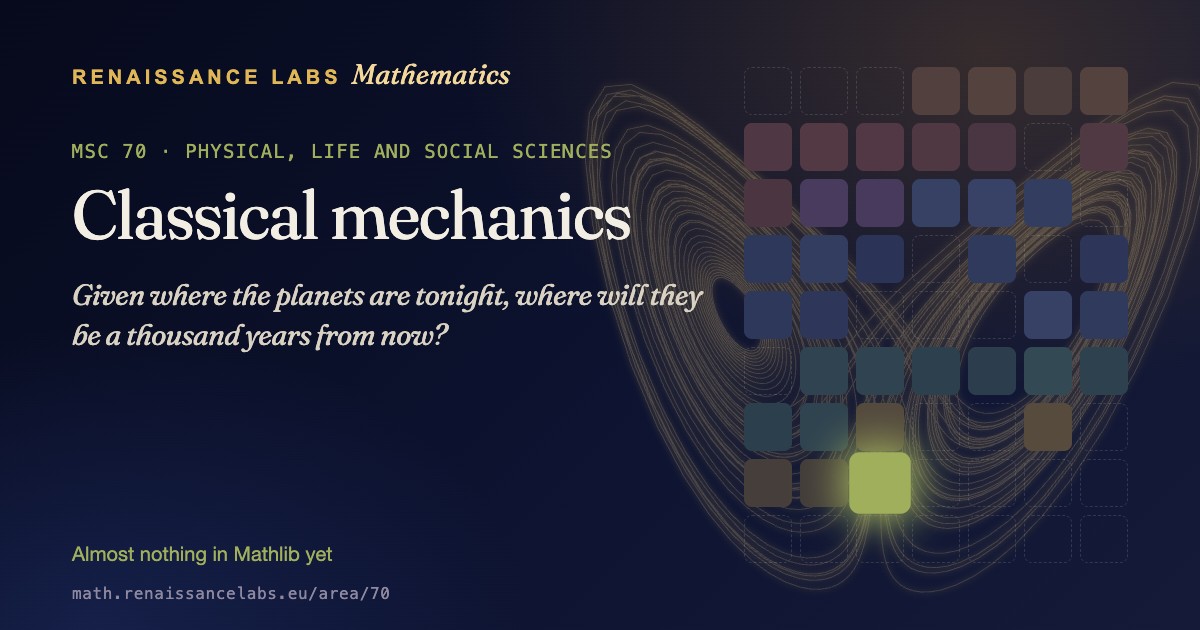 RENAISSANCE LABS Mathematics
MSC 70 · PHYSICAL, LIFE AND SOCIAL SCIENCES
Classical mechanics
Given where the planets are tonight, where will they
be a thousand years from now?
Almost nothing in Mathlib yet
math.renaissancelabs.eu/area/70